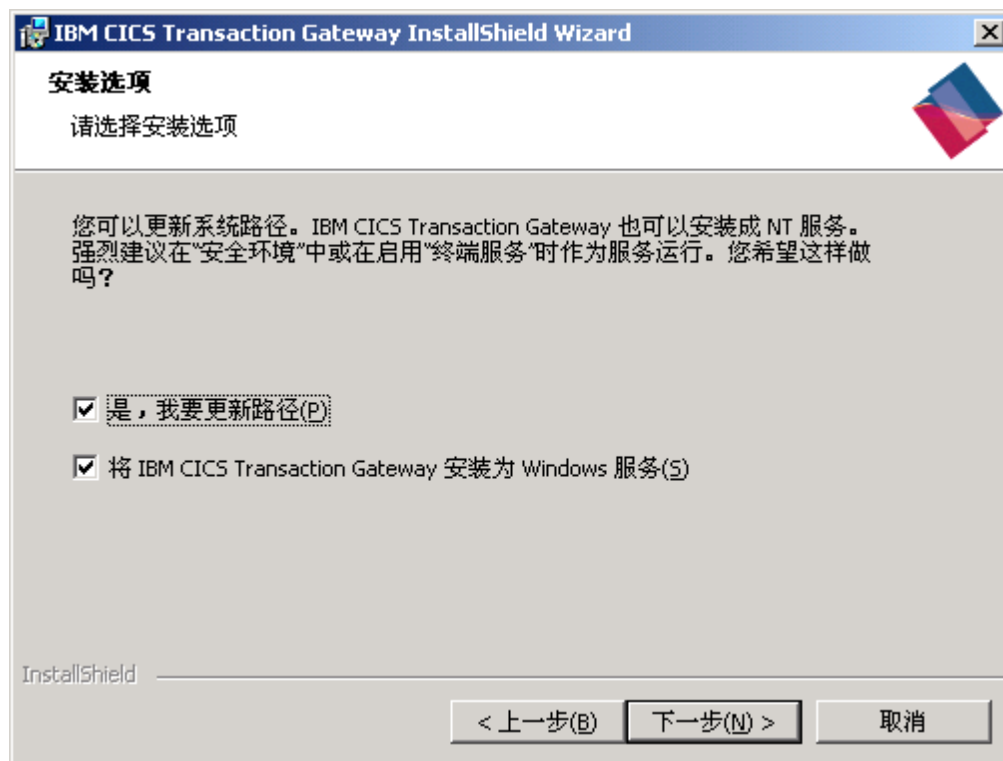 IBM CICS Transaction Gateway InstallShield Wizard
安装选项
请选择安装选项
您可以更新系统路径。IBM CICS Transaction Gateway 也可以安装成 NT 服务。
强烈建议在"安全环境"中或在启用"终端服务"时作为服务运行。您希望这样做
吗?
是，我要更新路径(P)
将 IBM CICS Transaction Gateway 安装为 Windows 服务(S)
InstallShield
< 上一步(B) 下一步(N) > 取消